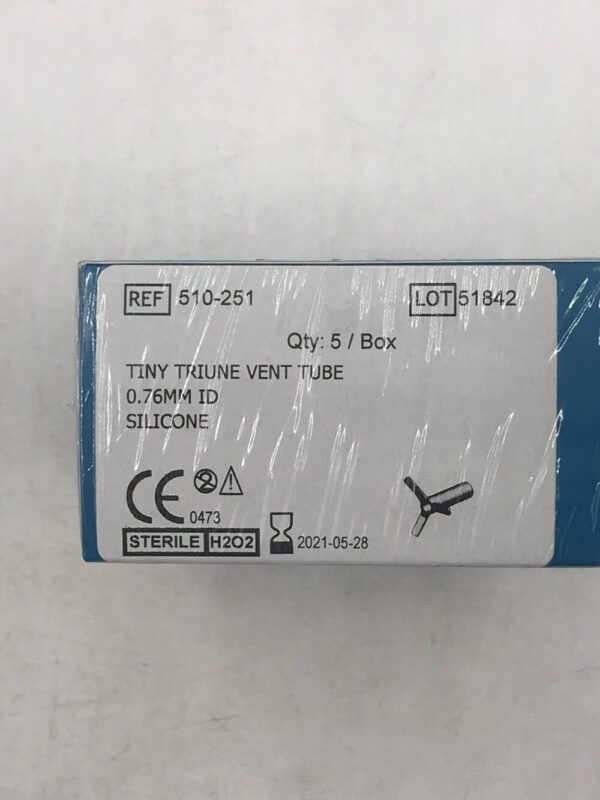 REF 510-251
LOT 51842
Qty: 5 / Box
TINY TRIUNE VENT TUBE
0.76MM ID
SILICONE
CE 0473
STERILE H2O2
2021-05-28